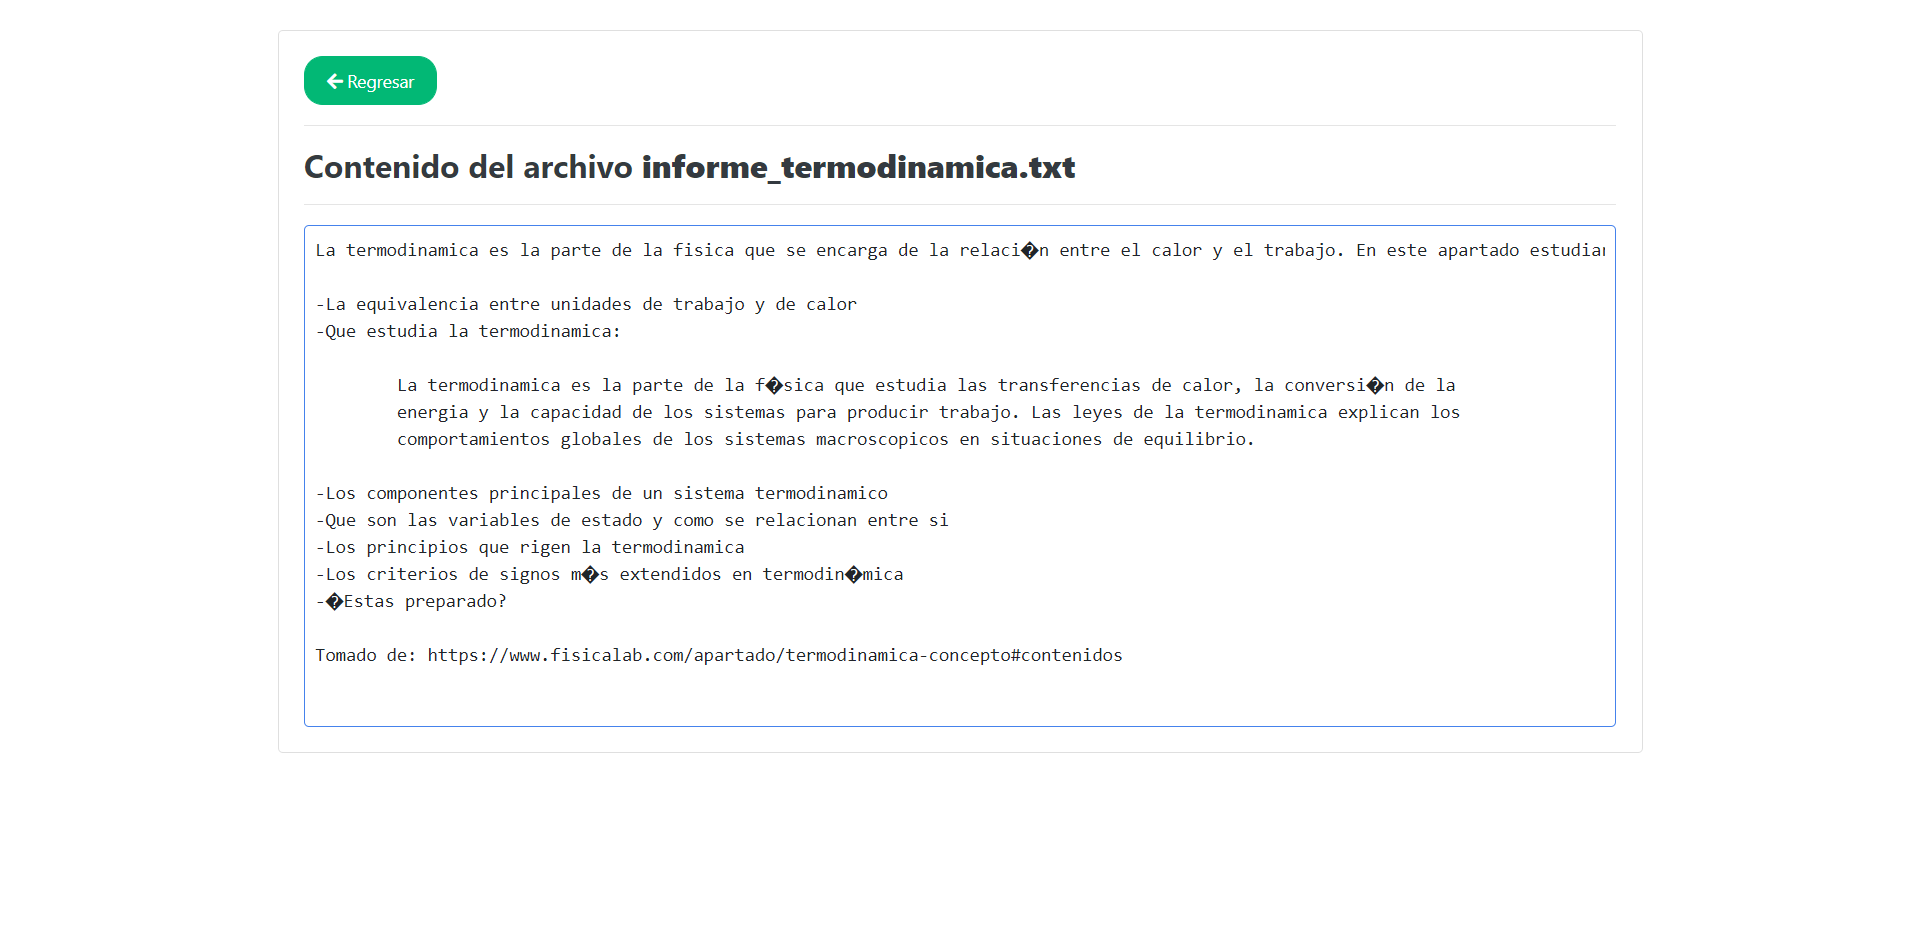 Regresar
Contenido del archivo informe_termodinamica.txt
La termodinamica es la parte de la fisica que se encarga de la relaci�n entre el calor y el trabajo. En este apartado estudiar
-La equivalencia entre unidades de trabajo y de calor
-Que estudia la termodinamica:
La termodinamica es la parte de la f�sica que estudia las transferencias de calor, la conversi�n de la
energia y la capacidad de los sistemas para producir trabajo. Las leyes de la termodinamica explican los
comportamientos globales de los sistemas macroscopicos en situaciones de equilibrio.
-Los componentes principales de un sistema termodinamico
-Que son las variables de estado y como se relacionan entre si
-Los principios que rigen la termodinamica
-Los criterios de signos m�s extendidos en termodin�mica
-�Estas preparado?
Tomado de: https://www.fisicalab.com/apartado/termodinamica-concepto#contenidos